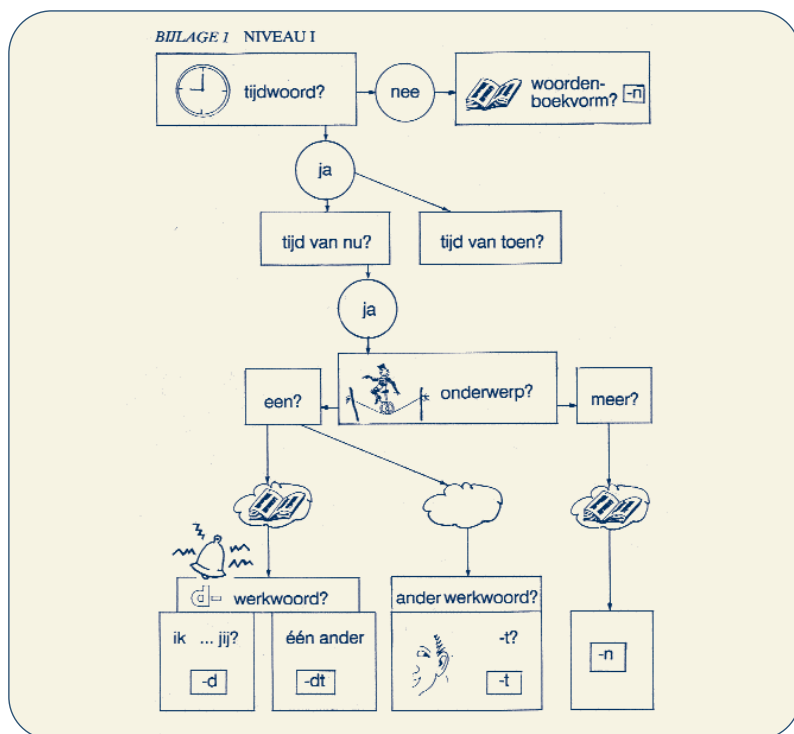 BIJLAGE 1 NIVEAU I
tijdwoord?
nee
woorden-
boekvorm? -n
ja
tijd van nu?
tijd van toen?
ja
een?
onderwerp?
meer?
d- werkwoord?
ander werkwoord?
ik ... jij?
-d
één ander
-dt
-t?
-t
-n